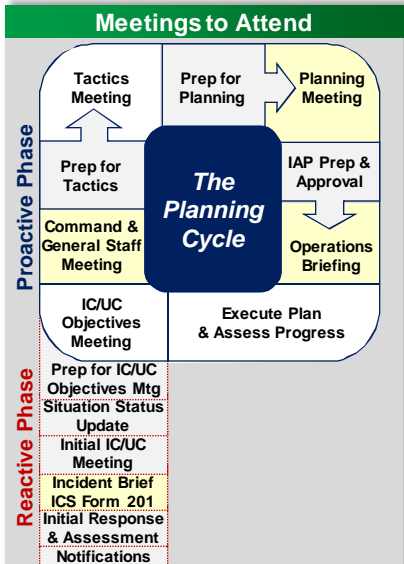 Meetings to Attend
Proactive Phase
Tactics
Meeting
Prep for
Planning
Planning
Meeting
Prep for
Tactics
The
Planning
Cycle
IAP Prep &
Approval
Command &
General Staff
Meeting
Operations
Briefing
IC/UC
Objectives
Meeting
Execute Plan
& Assess Progress
Reactive Phase
Prep for IC/UC
Objectives Mtg
Situation Status
Update
Initial IC/UC
Meeting
Incident Brief
ICS Form 201
Initial Response
& Assessment
Notifications